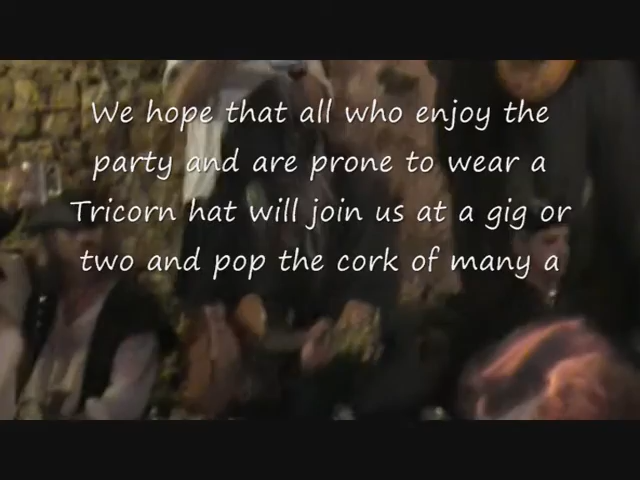 We hope that all who enjoy the
party and are prone to wear a
Tricorn hat will join us at a gig or
two and pop the cork of many a